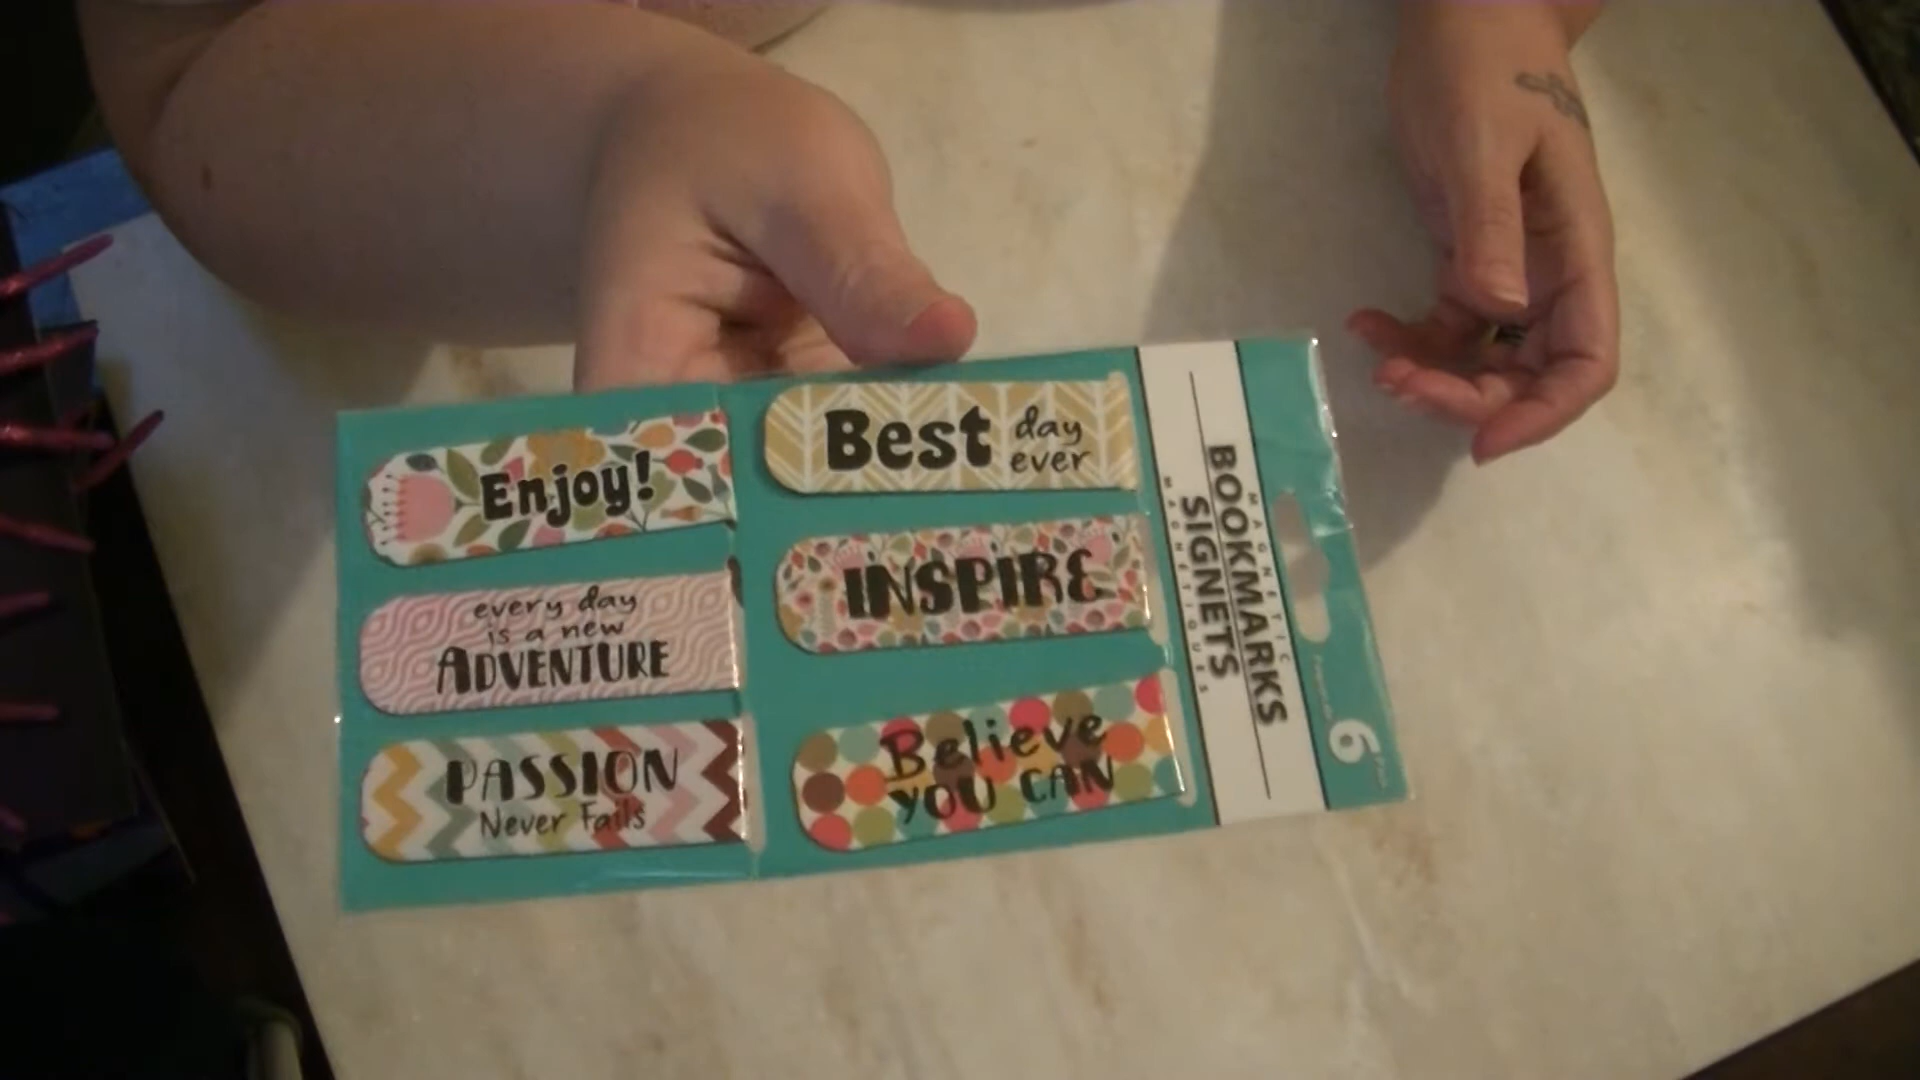 Enjoy!
every day
is a new
ADVENTURE
PASSION
Never Fails
Best day
ever
INSPIRE
Believe
YOU CAN
MAGNETIC
BOOKMARKS
SIGNETS
MAGNETIQUES
6